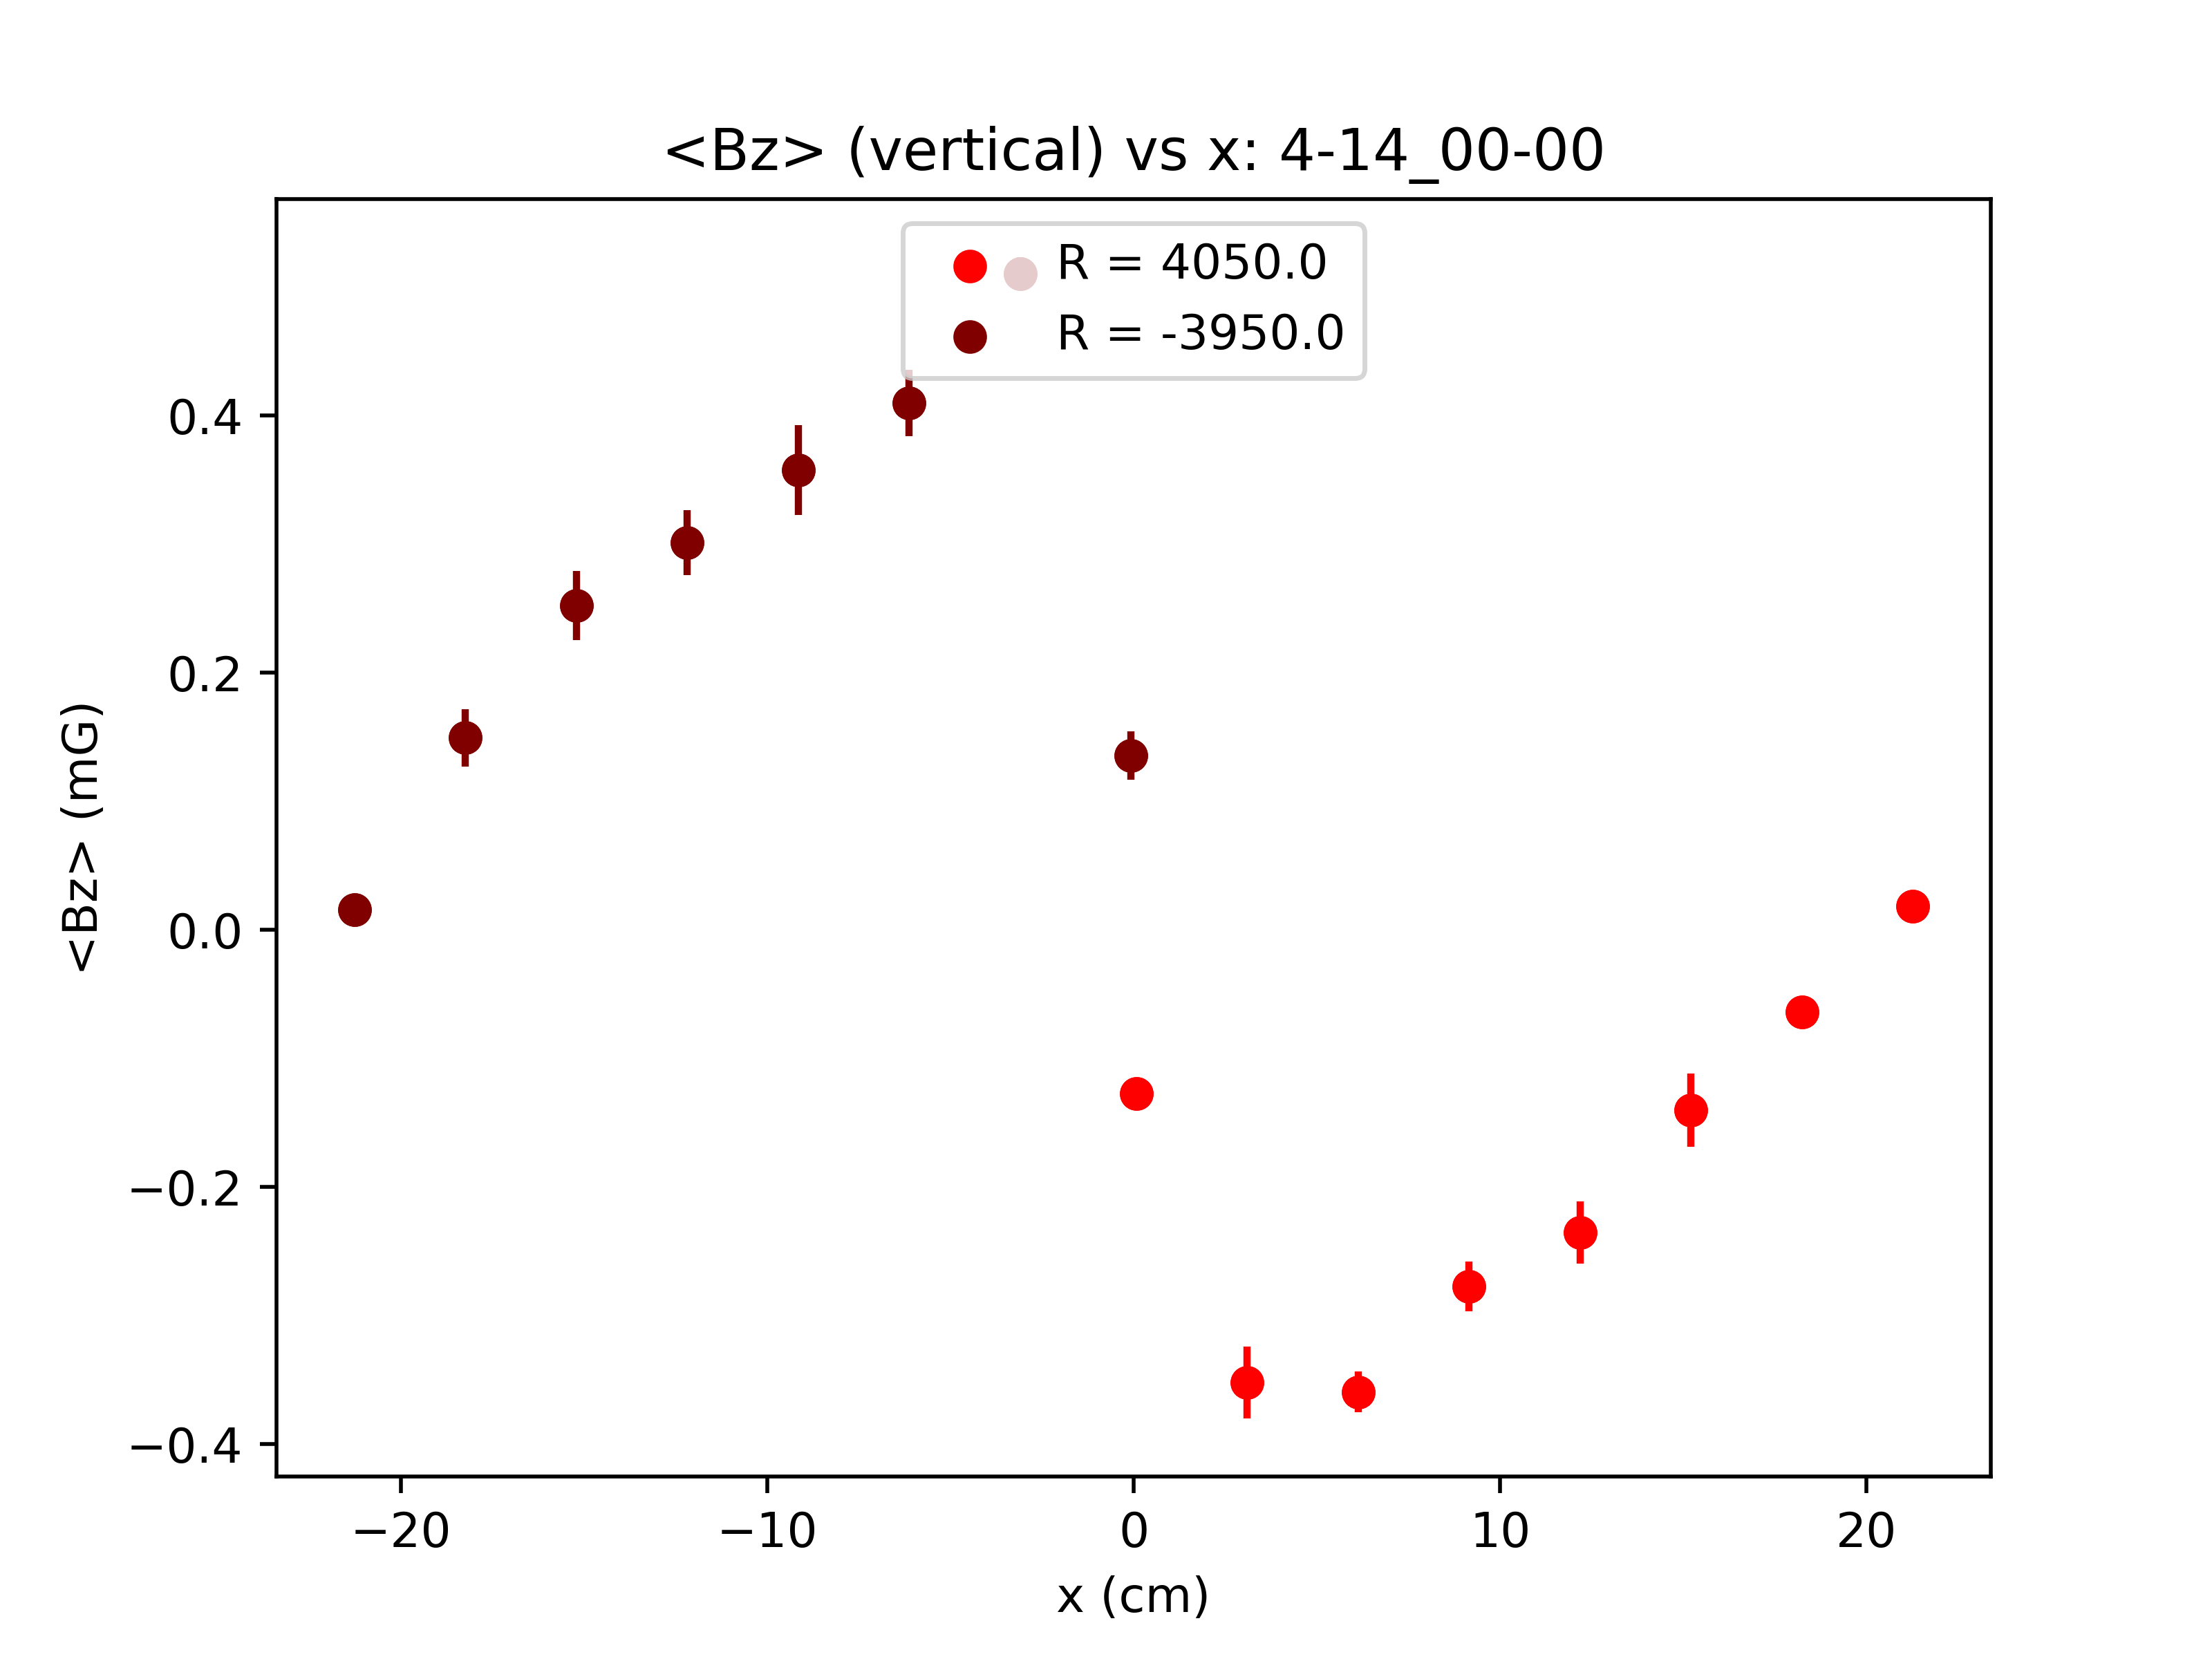 <Bz> (vertical) vs x: 4-14_00-00
R = 4050.0
R = -3950.0
0.4
0.2
0.0
−0.2
−0.4
<Bz> (mG)
−20 −10 0 10 20
x (cm)